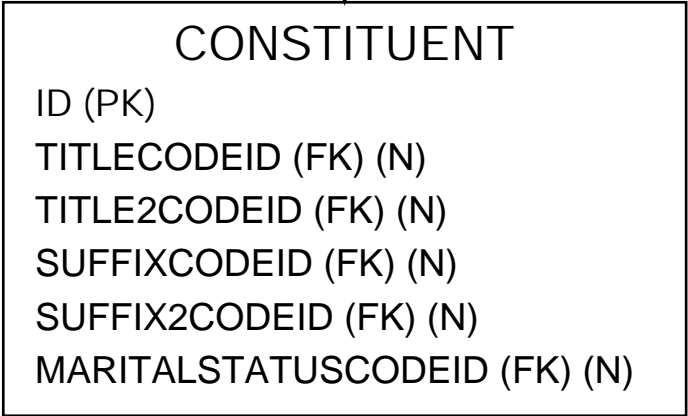 CONSTITUENT
ID (PK)
TITLECODEID (FK) (N)
TITLE2CODEID (FK) (N)
SUFFIXCODEID (FK) (N)
SUFFIX2CODEID (FK) (N)
MARITALSTATUSCODEID (FK) (N)